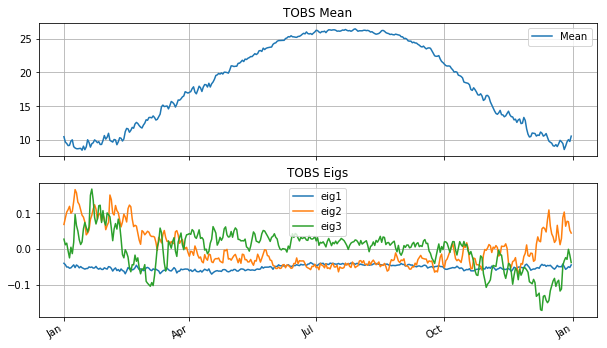 TOBS Mean
25
20
15
10
Mean
TOBS Eigs
0.1
0.0
−0.1
eig1
eig2
eig3
Jan
Apr
Jul
Oct
Jan